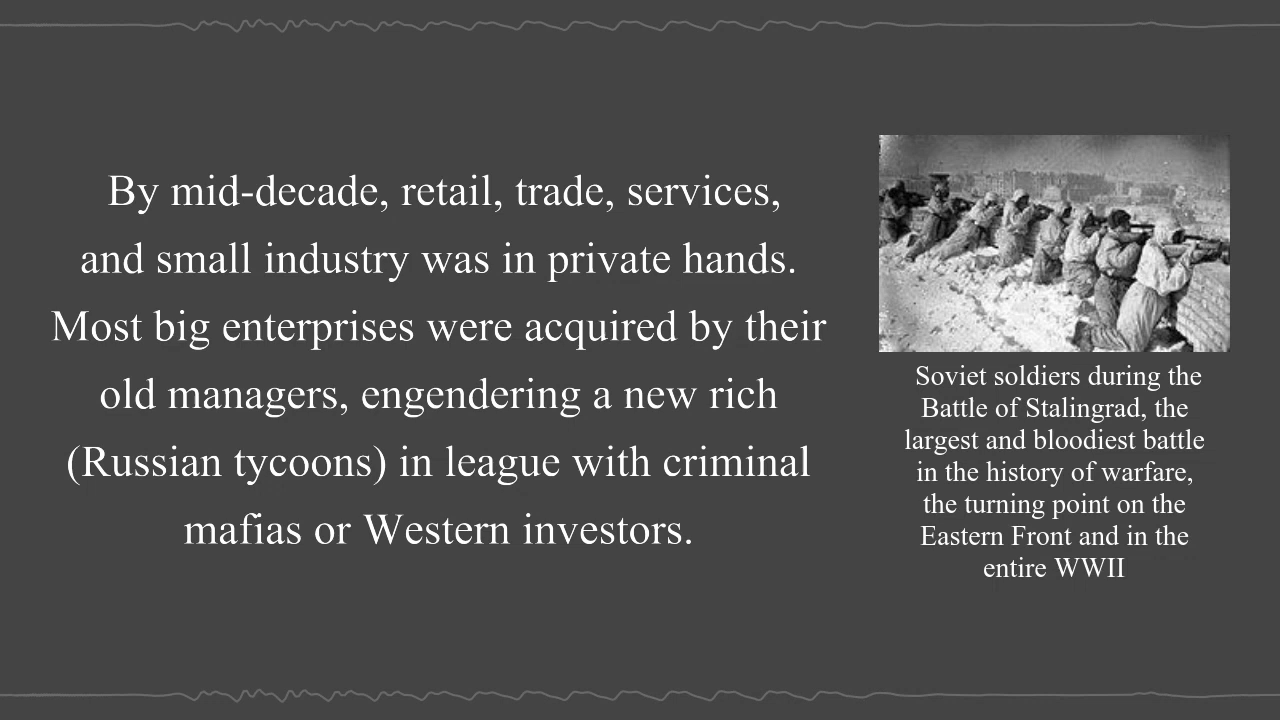 By mid-decade, retail, trade, services,
and small industry was in private hands.
Most big enterprises were acquired by their
old managers, engendering a new rich
(Russian tycoons) in league with criminal
mafias or Western investors.
Soviet soldiers during the
Battle of Stalingrad, the
largest and bloodiest battle
in the history of warfare,
the turning point on the
Eastern Front and in the
entire WWII